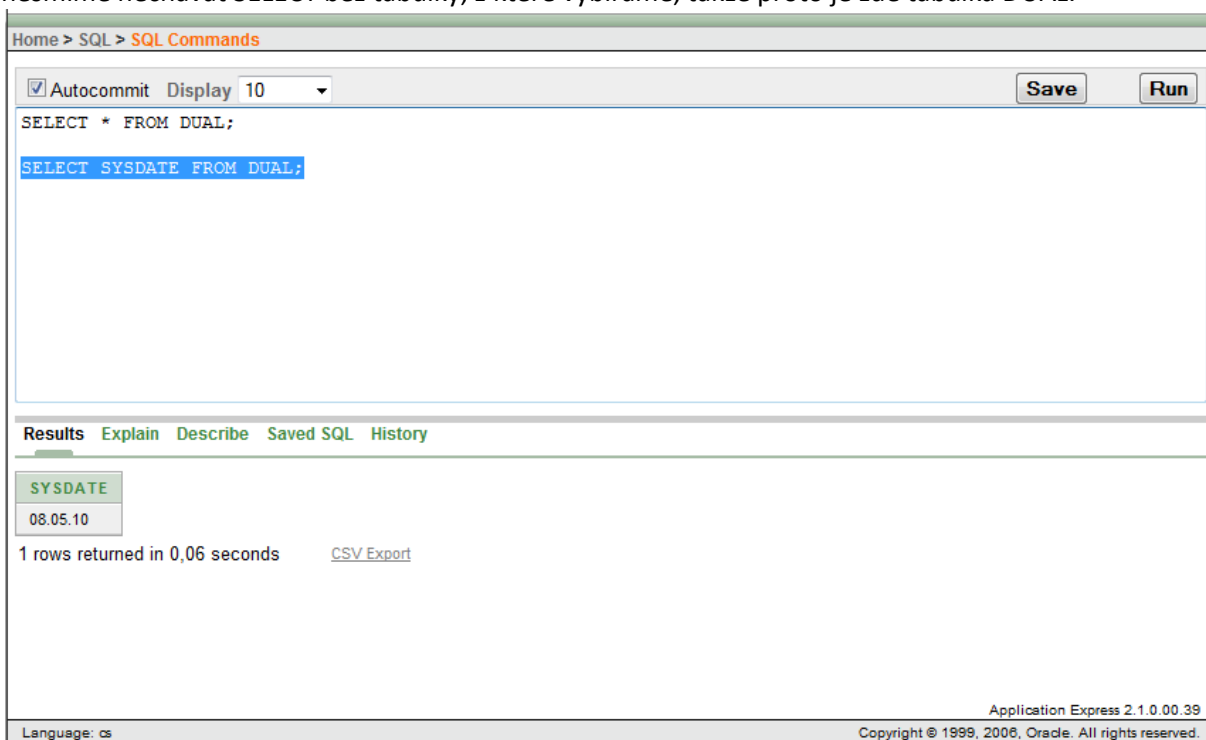 Home > SQL > SQL Commands
Autocommit Display 10 Save Run
SELECT * FROM DUAL;
SELECT SYSDATE FROM DUAL;
Results Explain Describe Saved SQL History
SYSDATE
08.05.10
1 rows returned in 0,06 seconds CSV Export
Application Express 2.1.0.00.39
Language: cs Copyright © 1999, 2006, Oracle. All rights reserved.